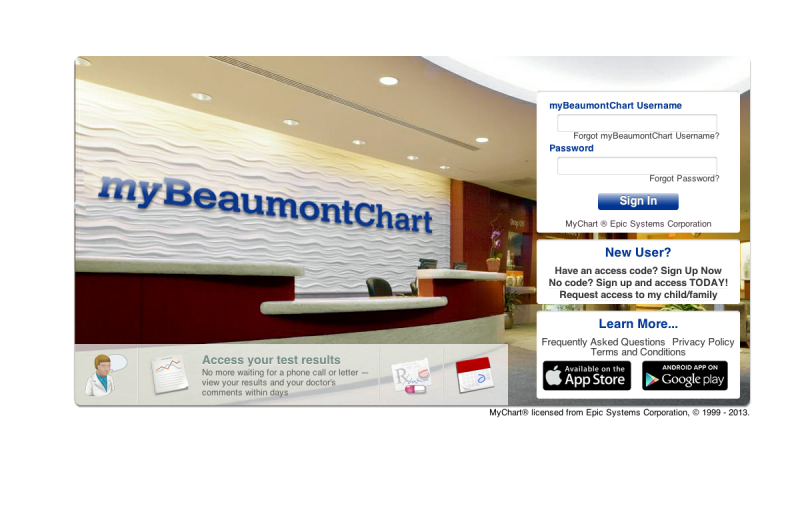 myBeaumontChart
myBeaumontChart Username
Forgot myBeaumontChart Username?
Password
Forgot Password?
Sign In
MyChart ® Epic Systems Corporation
New User?
Have an access code? Sign Up Now
No code? Sign up and access TODAY!
Request access to my child/family
Learn More...
Frequently Asked Questions Privacy Policy
Terms and Conditions
Available on the
App Store
ANDROID APP ON
Google play
Access your test results
No more waiting for a phone call or letter —
view your results and your doctor's
comments within days
Rx
MyChart® licensed from Epic Systems Corporation, © 1999 - 2013.